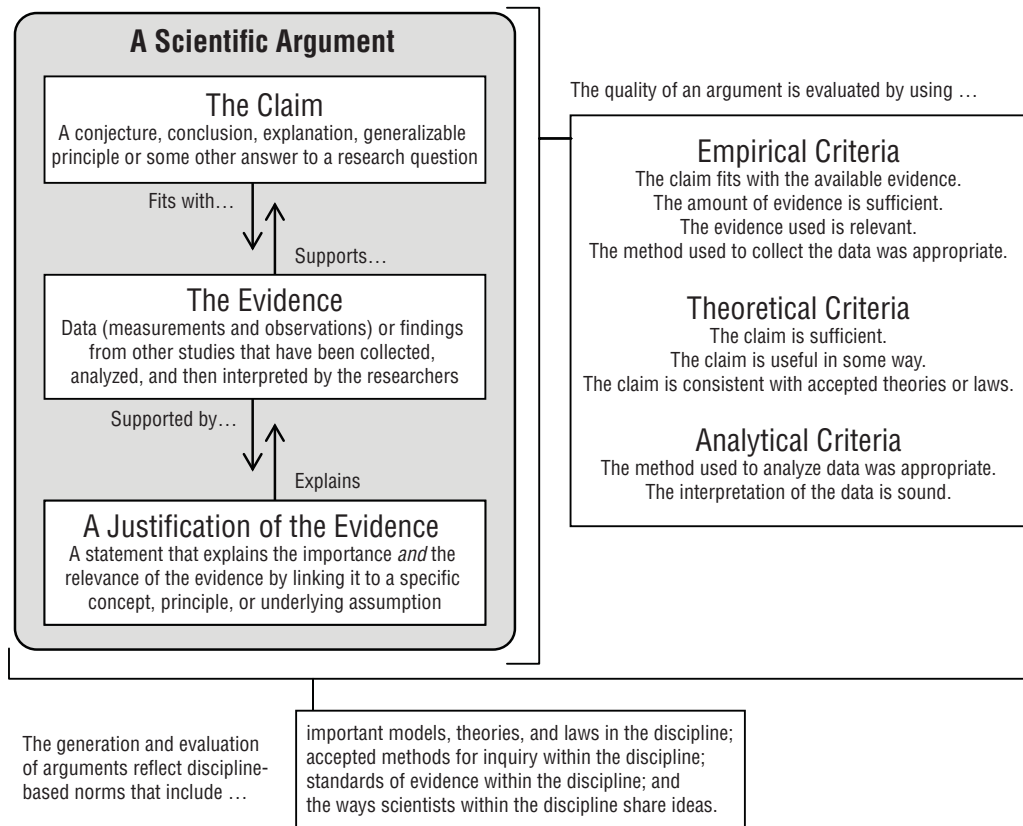 A Scientific Argument
The Claim
A conjecture, conclusion, explanation, generalizable
principle or some other answer to a research question
Fits with…
Supports…
The Evidence
Data (measurements and observations) or findings
from other studies that have been collected,
analyzed, and then interpreted by the researchers
Supported by…
Explains
A Justification of the Evidence
A statement that explains the importance and the
relevance of the evidence by linking it to a specific
concept, principle, or underlying assumption
The quality of an argument is evaluated by using …
Empirical Criteria
The claim fits with the available evidence.
The amount of evidence is sufficient.
The evidence used is relevant.
The method used to collect the data was appropriate.
Theoretical Criteria
The claim is sufficient.
The claim is useful in some way.
The claim is consistent with accepted theories or laws.
Analytical Criteria
The method used to analyze data was appropriate.
The interpretation of the data is sound.
The generation and evaluation
of arguments reflect discipline-
based norms that include …
important models, theories, and laws in the discipline;
accepted methods for inquiry within the discipline;
standards of evidence within the discipline; and
the ways scientists within the discipline share ideas.